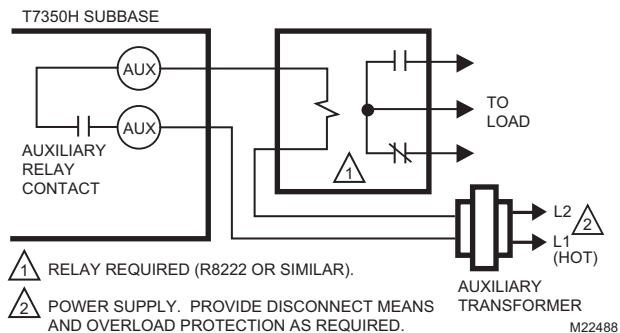 T7350H SUBBASE
AUX
AUX
AUXILIARY
RELAY
CONTACT
TO
LOAD
1
L2
2
L1
(HOT)
AUXILIARY
TRANSFORMER
1 RELAY REQUIRED (R8222 OR SIMILAR).
2 POWER SUPPLY. PROVIDE DISCONNECT MEANS
AND OVERLOAD PROTECTION AS REQUIRED.
M22488